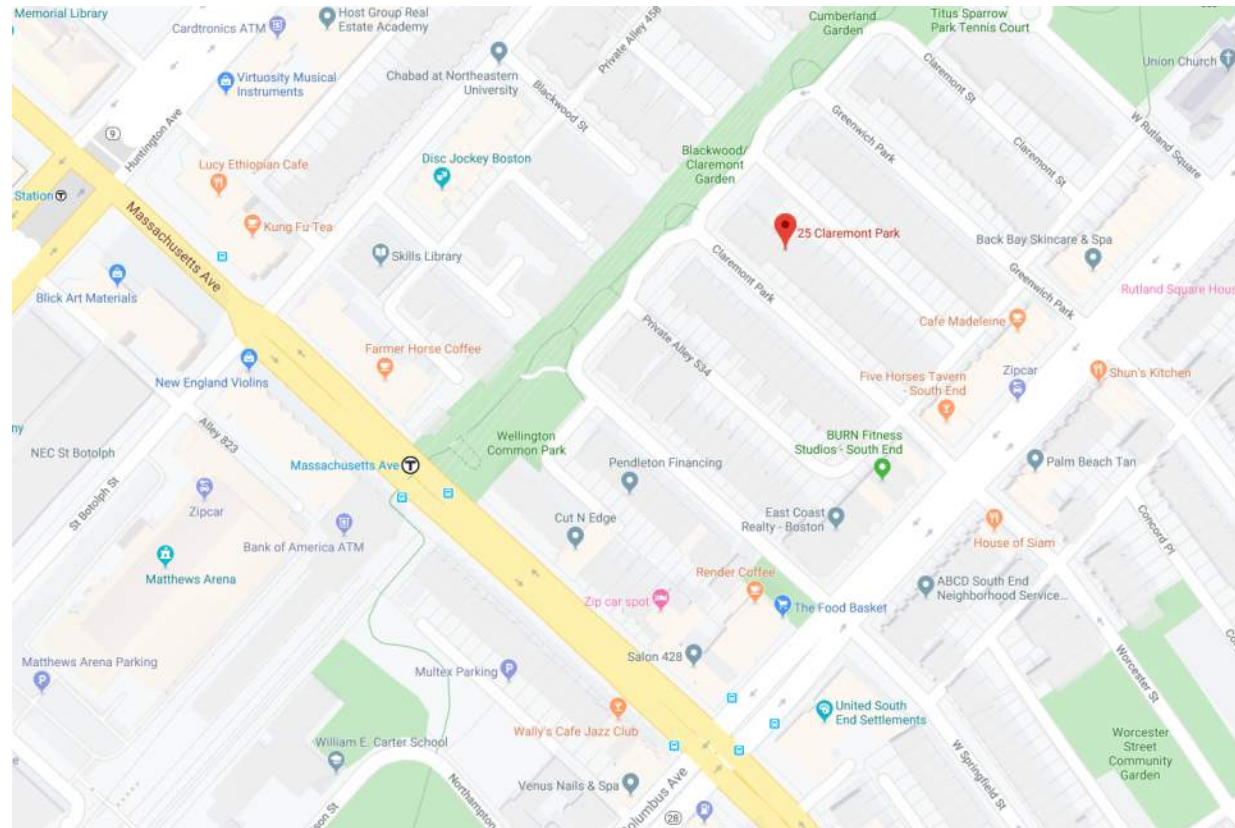 Memorial Library
Cardtronics ATM
Host Group Real
Estate Academy
Private Alley 458
Cumberland
Garden
Titus Sparrow
Park Tennis Court
Union Church
Virtuosity Musical
Instruments
Chabad at Northeastern
University
Blackwood St
Claremont St
W Rutland Square
9
Huntington Ave
Greenwich Park
Claremont St
Lucy Ethiopian Cafe
Disc Jockey Boston
Blackwood/
Claremont
Garden
Station
T
Massachusetts Ave
Kung Fu Tea
Skills Library
25 Claremont Park
Back Bay Skincare & Spa
Blick Art Materials
Claremont Park
Greenwich Park
Rutland Square Hous
Cafe Madeleine
Farmer Horse Coffee
Private Alley 534
New England Violins
Five Horses Tavern
- South End
Zipcar
Shun's Kitchen
ny
NEC St Botolph
Alley 823
Wellington
Common Park
BURN Fitness
Studios - South End
Massachusetts Ave
T
Pendleton Financing
Palm Beach Tan
St Botolph St
Zipcar
Cut N Edge
East Coast
Realty - Boston
Concord Pl
Bank of America ATM
House of Siam
Matthews Arena
Render Coffee
ABCD South End
Neighborhood Service...
Zip car spot
The Food Basket
Co
Matthews Arena Parking
P
Multex Parking
P
Salon 428
Worcester St
United South
End Settlements
William E. Carter School
Wally's Cafe Jazz Club
W Springfield St
Worcester
Street
Community
Garden
e
Northampton
Venus Nails & Spa
olumbus Ave
son St
28